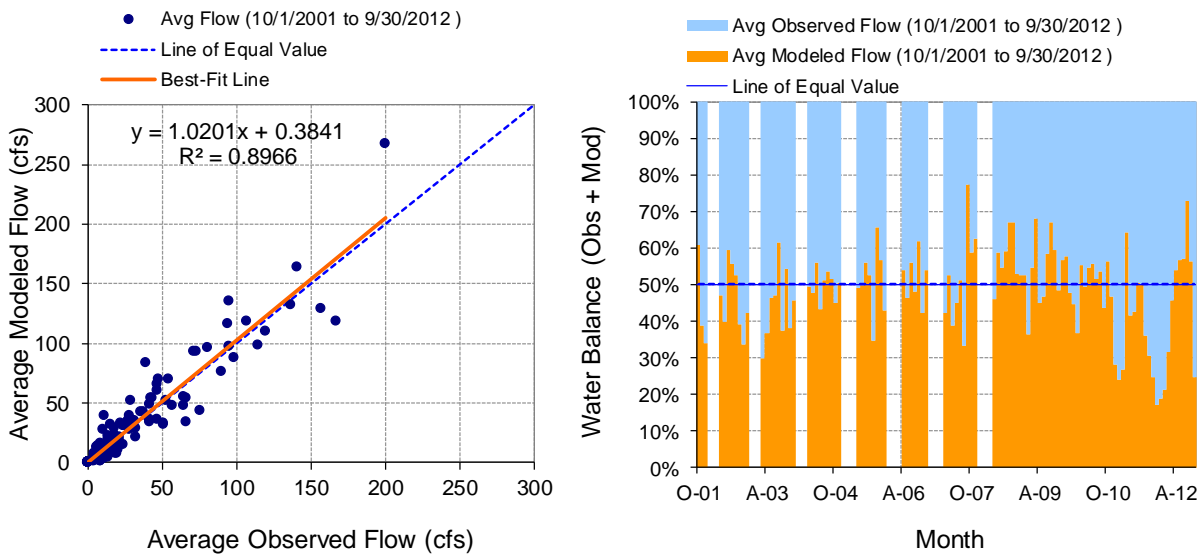 Avg Flow (10/1/2001 to 9/30/2012 )
Line of Equal Value
Best-Fit Line
y = 1.0201x + 0.3841
R² = 0.8966
Average Modeled Flow (cfs)
300
250
200
150
100
50
0
0
50
100
150
200
250
300
Average Observed Flow (cfs)
Avg Observed Flow (10/1/2001 to 9/30/2012 )
Avg Modeled Flow (10/1/2001 to 9/30/2012 )
Line of Equal Value
Water Balance (Obs + Mod)
100%
90%
80%
70%
60%
50%
40%
30%
20%
10%
0%
O-01
A-03
O-04
A-06
O-07
A-09
O-10
A-12
Month